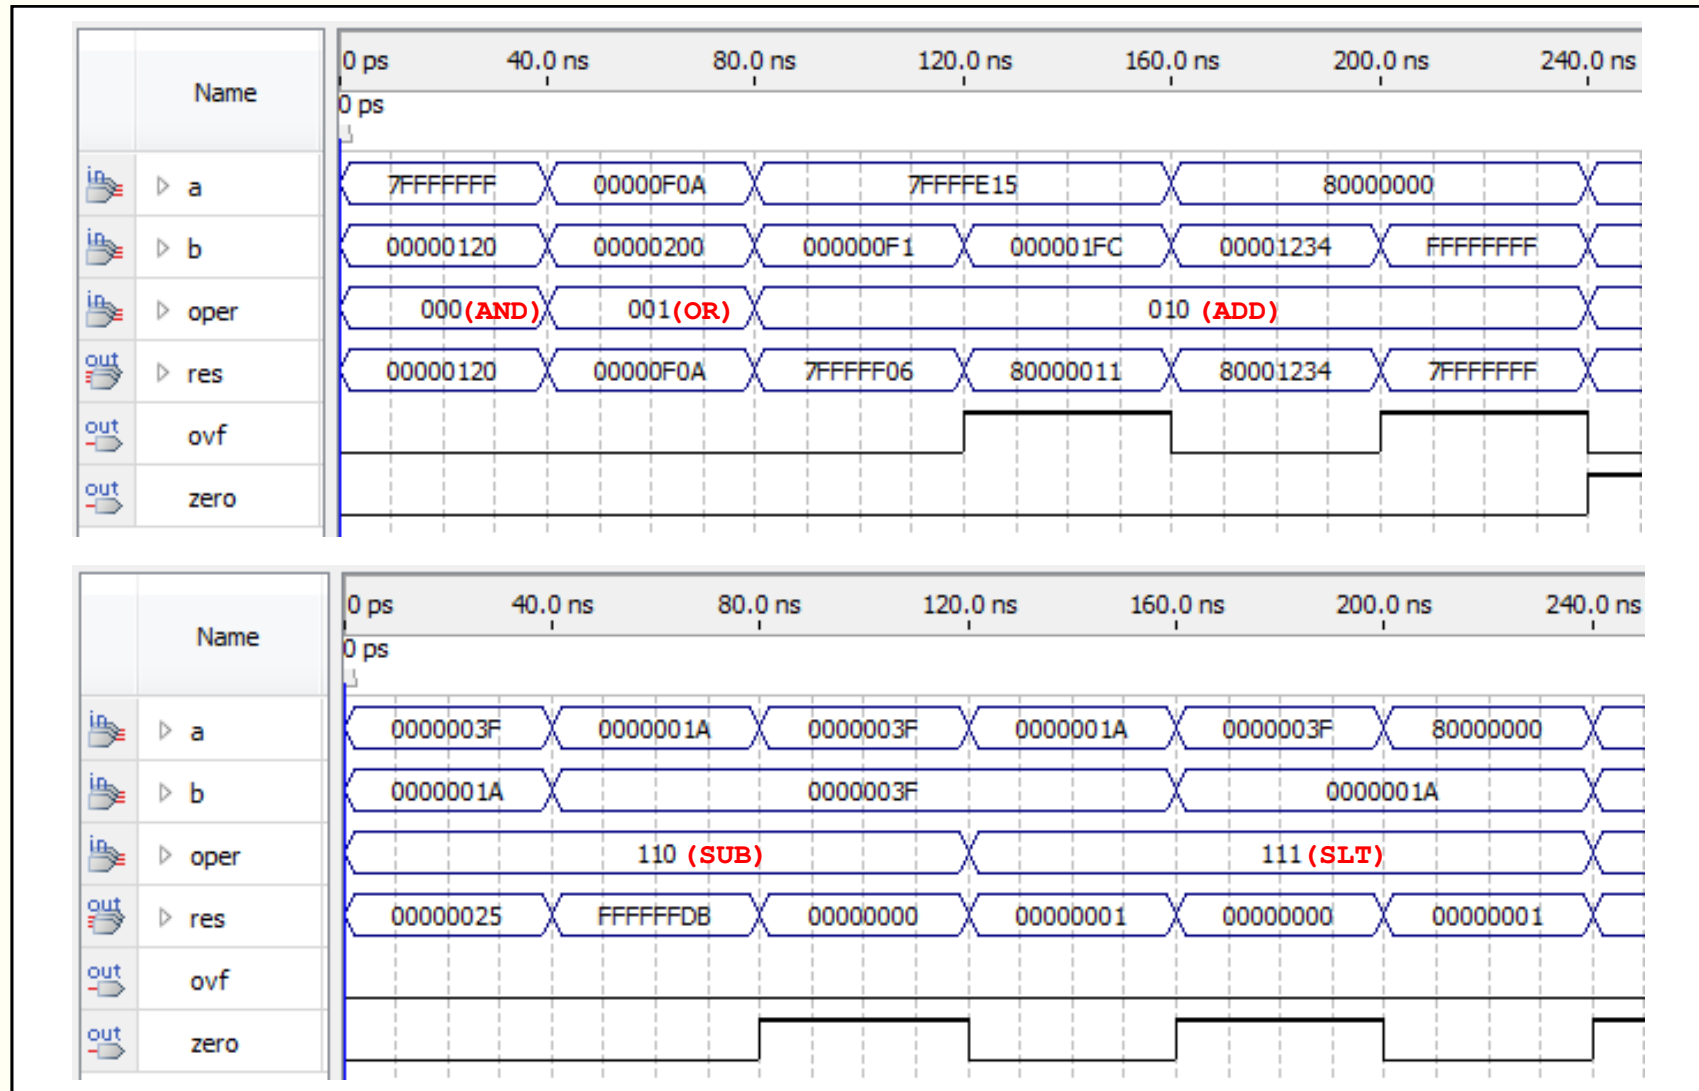 0 ps 40.0 ns 80.0 ns 120.0 ns 160.0 ns 200.0 ns 240.0 ns
Name
0 ps
in a 7FFFFFFF 00000F0A 7FFFFE15 80000000
in b 00000120 00000200 000000F1 000001FC 00001234 FFFFFFFF
in oper 000(AND) 001(OR) 010 (ADD)
out res 00000120 00000F0A 7FFFFF06 80000011 80001234 7FFFFFFF
out ovf
out zero
0 ps 40.0 ns 80.0 ns 120.0 ns 160.0 ns 200.0 ns 240.0 ns
Name
0 ps
in a 0000003F 0000001A 0000003F 0000001A 0000003F 80000000
in b 0000001A 0000003F 0000001A
in oper 110 (SUB) 111(SLT)
out res 00000025 FFFFFFDB 00000000 00000001 00000000 00000001
out ovf
out zero